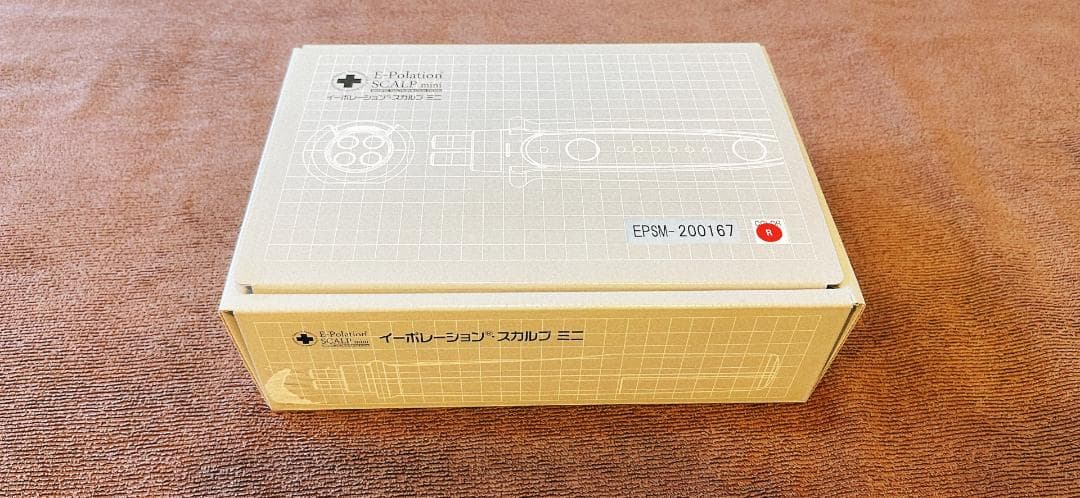 E-Polation®
SCALP mini
イーポレーション®スカルプ ミニ
EPSM-200167
COLOR
R
E-Polation®
SCALP mini
イーポレーション®・スカルプ ミニ